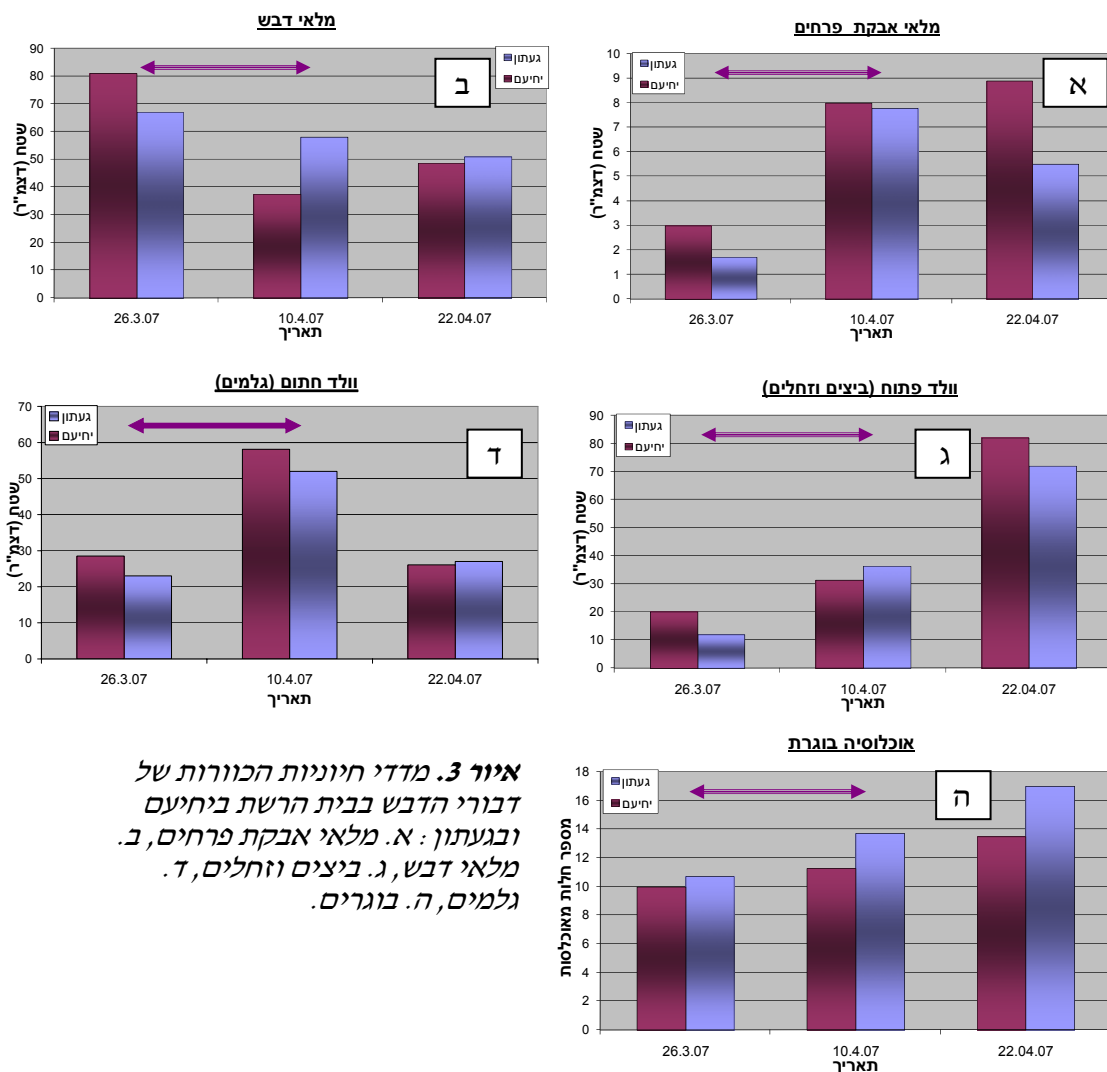 מלאי אבקת פרחים
א
געתון
יחיעם
שטח (דצמ"ר)
10
9
8
7
6
5
4
3
2
1
0
26.3.07 10.4.07 22.04.07
תאריך
מלאי דבש
ב
געתון
יחיעם
שטח (דצמ"ר)
90
80
70
60
50
40
30
20
10
0
26.3.07 10.4.07 22.04.07
תאריך
וולד פתוח (ביצים וזחלים)
ג
געתון
יחיעם
שטח (דצמ"ר)
90
80
70
60
50
40
30
20
10
0
26.3.07 10.4.07 22.04.07
תאריך
וולד חתום (גלמים)
ד
געתון
יחיעם
שטח (דצמ"ר)
70
60
50
40
30
20
10
0
26.3.07 10.4.07 22.04.07
תאריך
אוכלוסיה בוגרת
ה
געתון
יחיעם
מספר חלות מאוכלסות
18
16
14
12
10
8
6
4
2
0
26.3.07 10.4.07 22.04.07
תאריך
איור 3. מדדי חיוניות הכוורות של
דבורי הדבש בבית הרשת ביחיעם
ובגעתון : א. מלאי אבקת פרחים, ב.
מלאי דבש, ג. ביצים וזחלים, ד.
גלמים, ה. בוגרים.